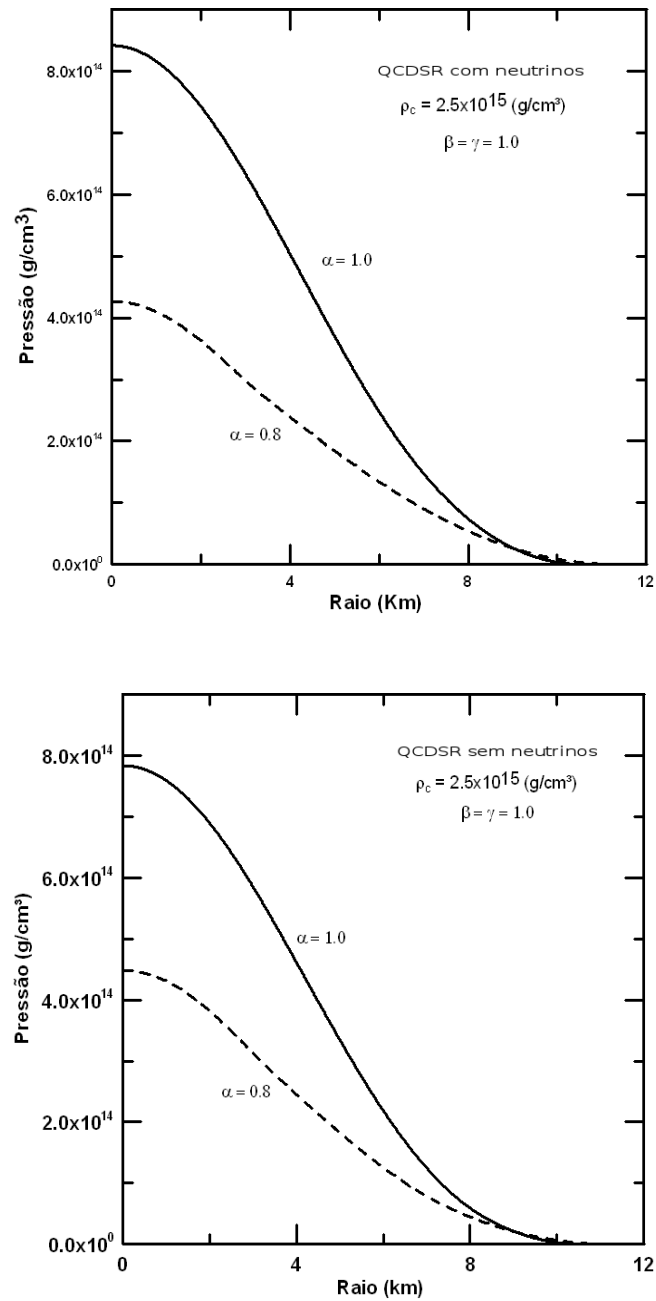 8.0x10¹⁴
QCDSR com neutrinos
ρc = 2.5x10¹⁵ (g/cm³)
β = γ = 1.0
6.0x10¹⁴
α = 1.0
Pressão (g/cm³)
4.0x10¹⁴
α = 0.8
2.0x10¹⁴
0.0x10⁰
0 4 8 12
Raio (Km)
8.0x10¹⁴
QCDSR sem neutrinos
ρc = 2.5x10¹⁵ (g/cm³)
β = γ = 1.0
6.0x10¹⁴
α = 1.0
Pressão (g/cm³)
4.0x10¹⁴
α = 0.8
2.0x10¹⁴
0.0x10⁰
0 4 8 12
Raio (km)